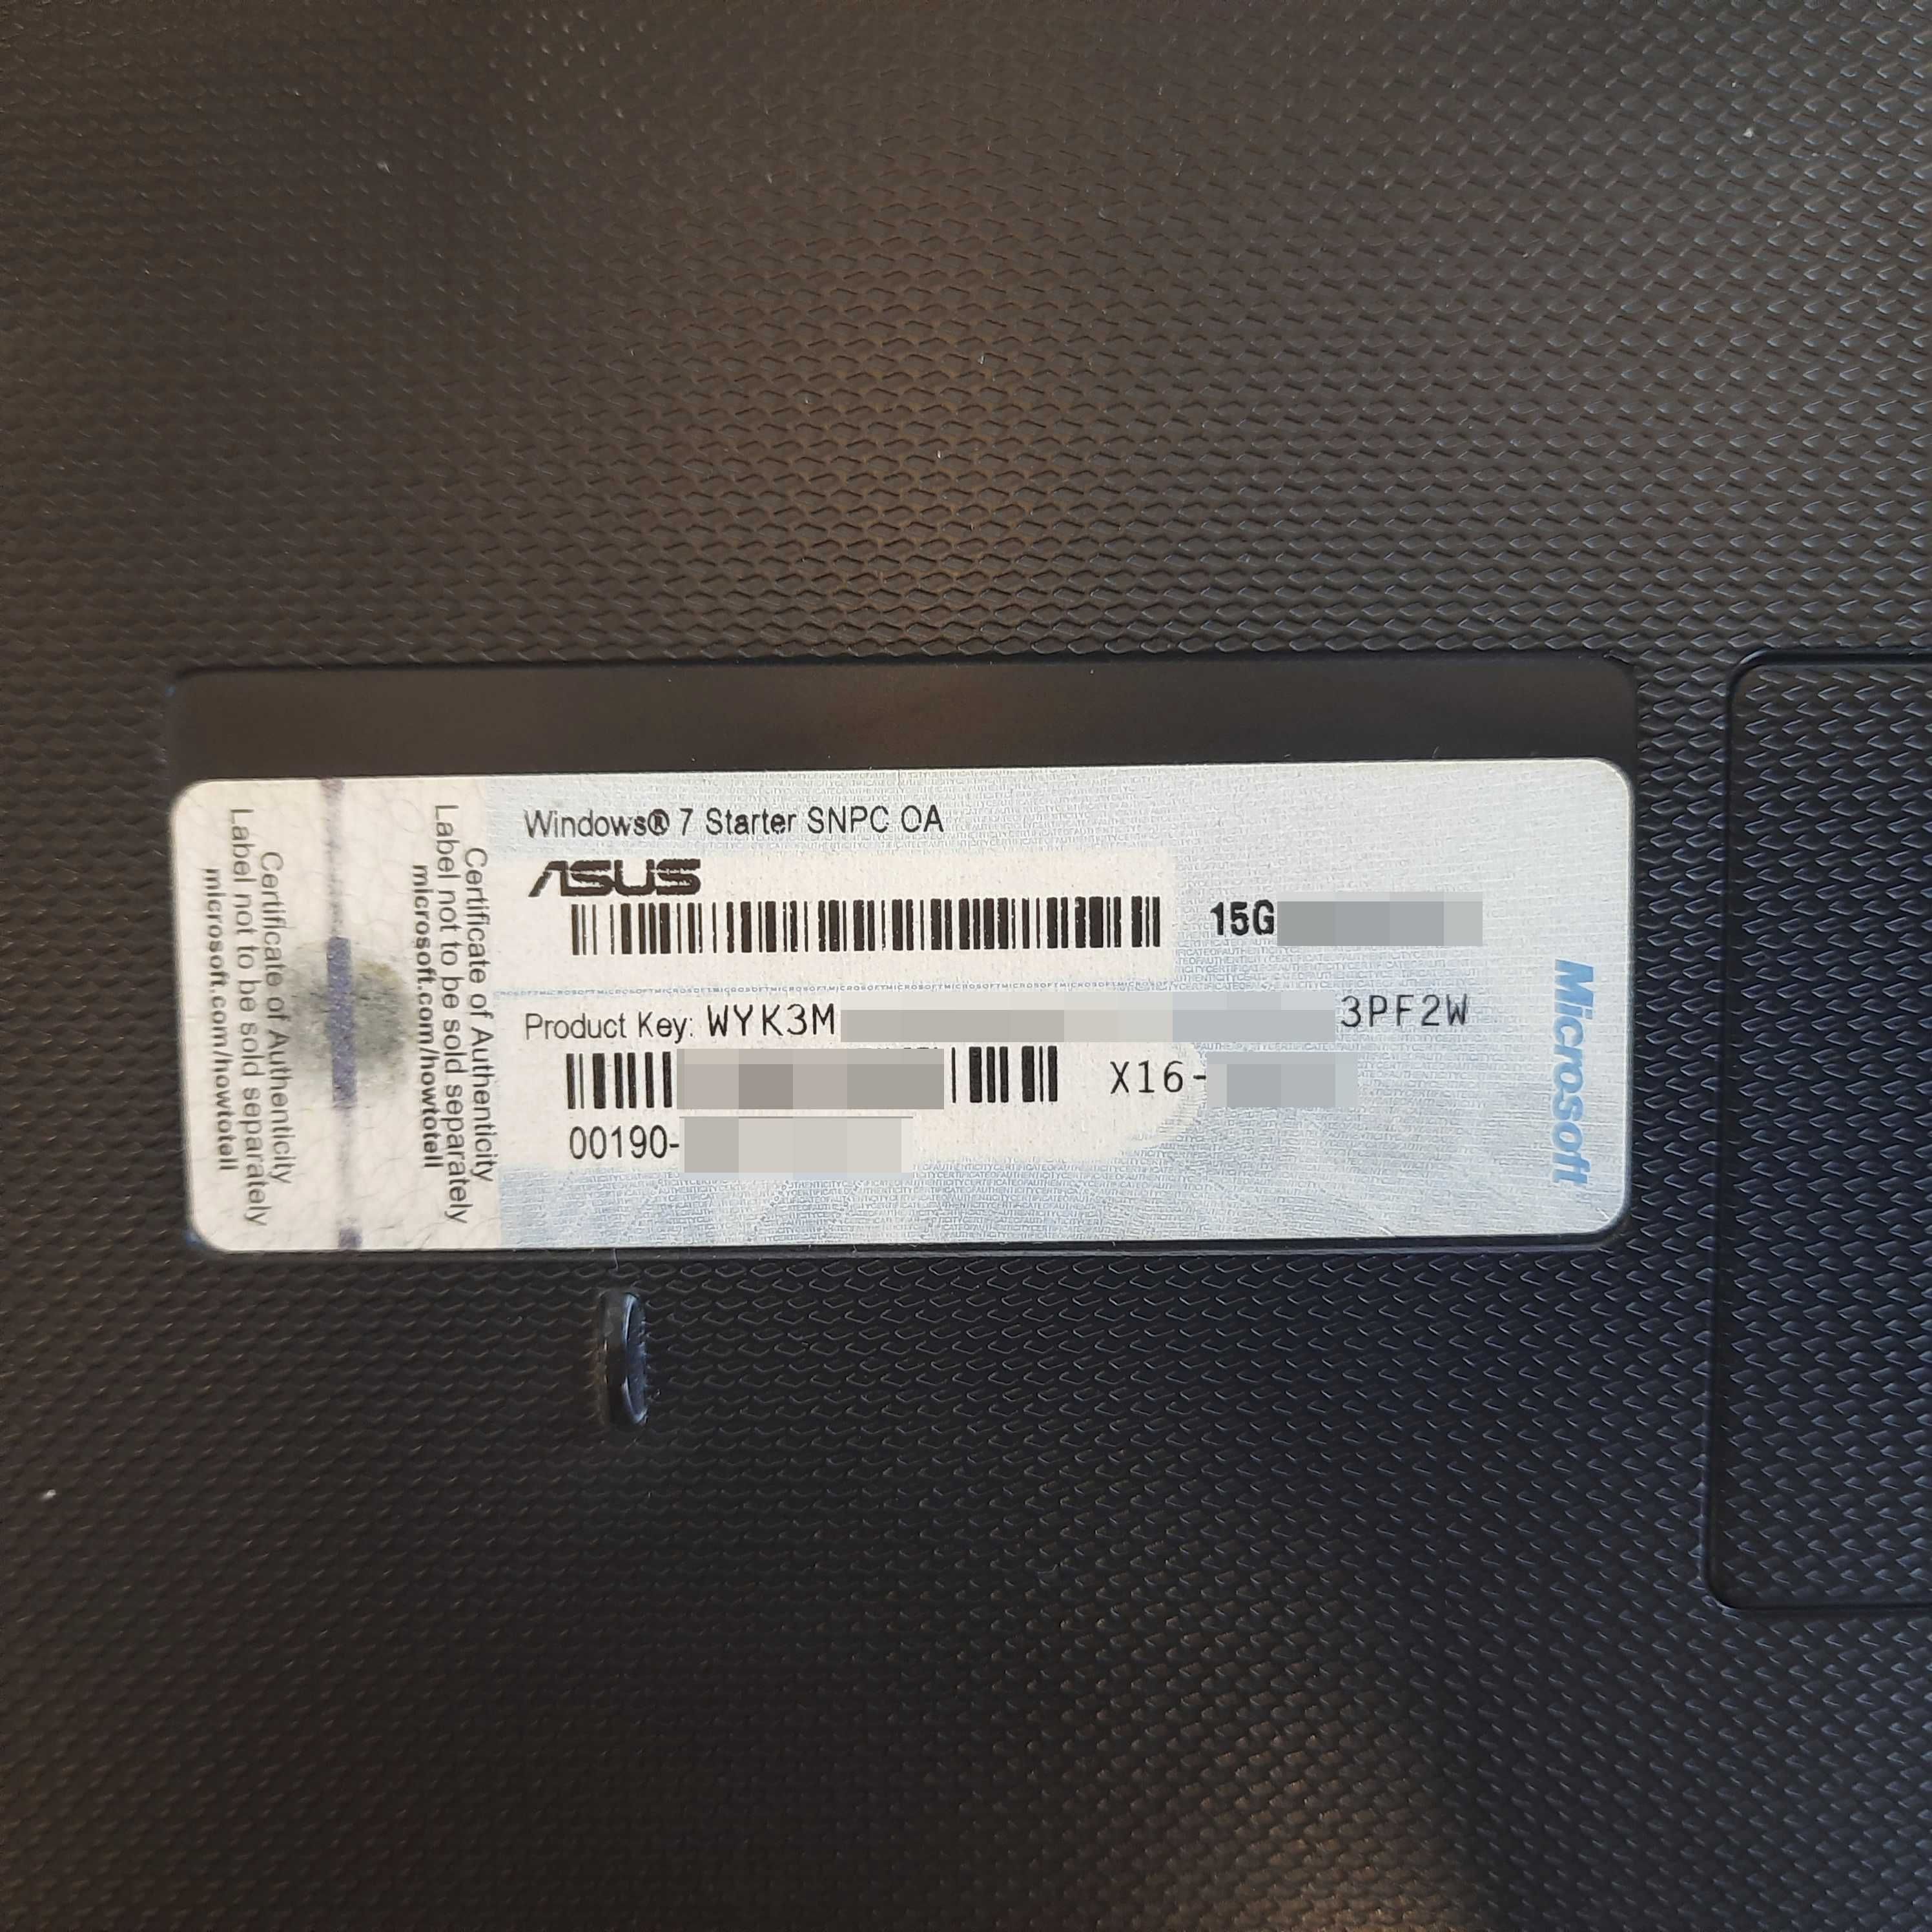 Windows® 7 Starter SNPC OA
ASUS
15G
Product Key: WYK3M 3PF2W
X16-
00190-
Microsoft
Certificate of Authenticity
Label not to be sold separately
microsoft.com/howtotell
Certificate of Authenticity
Label not to be sold separately
microsoft.com/howtotell